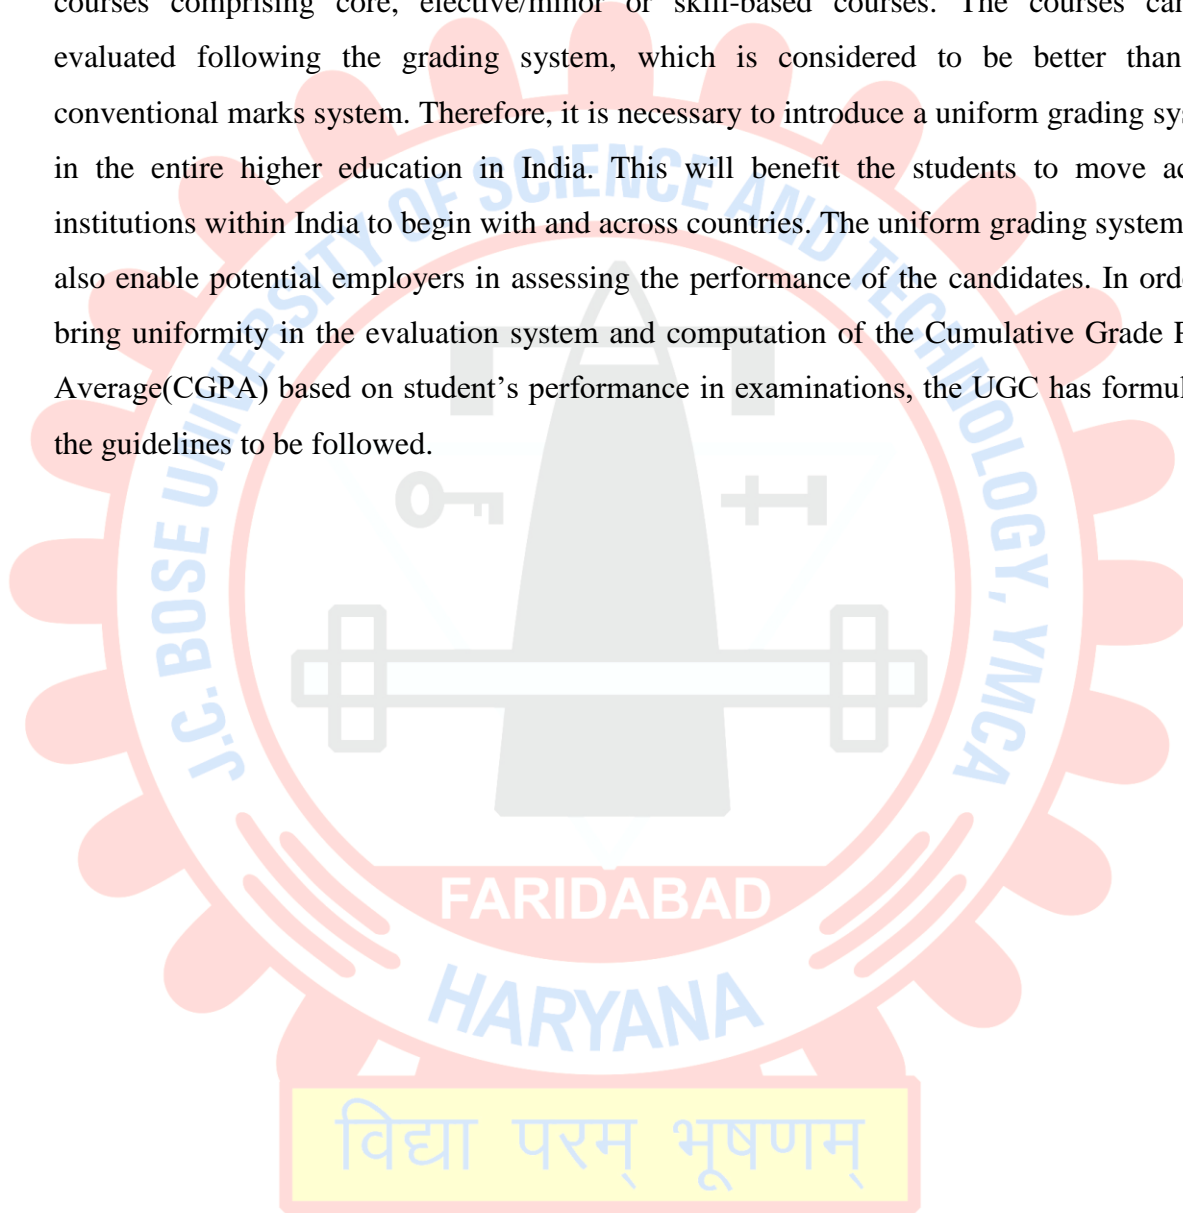 courses comprising core, elective/minor or skill-based courses. The courses can
evaluated following the grading system, which is considered to be better than
conventional marks system. Therefore, it is necessary to introduce a uniform grading sys
in the entire higher education in India. This will benefit the students to move ac
institutions within India to begin with and across countries. The uniform grading system
also enable potential employers in assessing the performance of the candidates. In orde
bring uniformity in the evaluation system and computation of the Cumulative Grade P
Average(CGPA) based on student’s performance in examinations, the UGC has formul
the guidelines to be followed.
J.C. BOSE UNIVERSITY OF SCIENCE AND TECHNOLOGY, YMCA
FARIDABAD
HARYANA
विद्या परम् भूषणम्